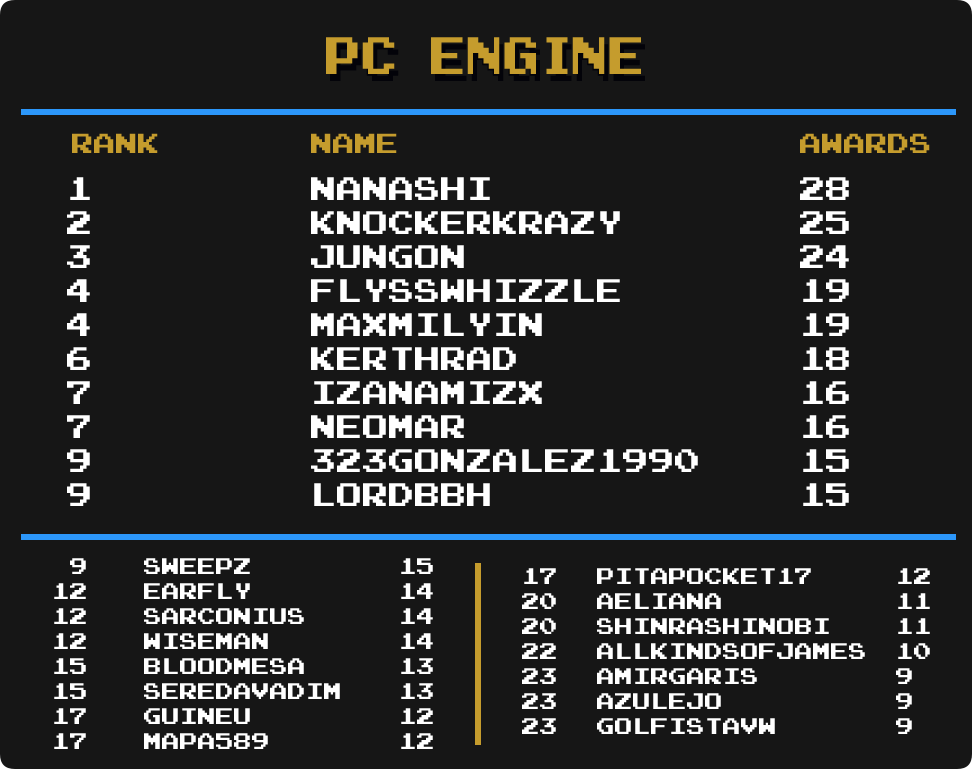 PC ENGINE
RANK NAME AWARDS
1 NANASHI 28
2 KNOCKERKRAZY 25
3 JUNGON 24
4 FLYSSWHIZZLE 19
4 MAXMILYIN 19
6 KERTHRAD 18
7 IZANAMIZX 16
7 NEOMAR 16
9 323GONZALEZ1990 15
9 LORDBBH 15
9 SWEEPZ 15
12 EARFLY 14
12 SARCONIUS 14
12 WISEMAN 14
15 BLOODMESA 13
15 SEREDAVADIM 13
17 GUINEU 12
17 MAPA589 12
17 PITAPOCKET17 12
20 AELIANA 11
20 SHINRASHINOBI 11
22 ALLKINDSOFJAMES 10
23 AMIRGARIS 9
23 AZULEJO 9
23 GOLFISTAVW 9